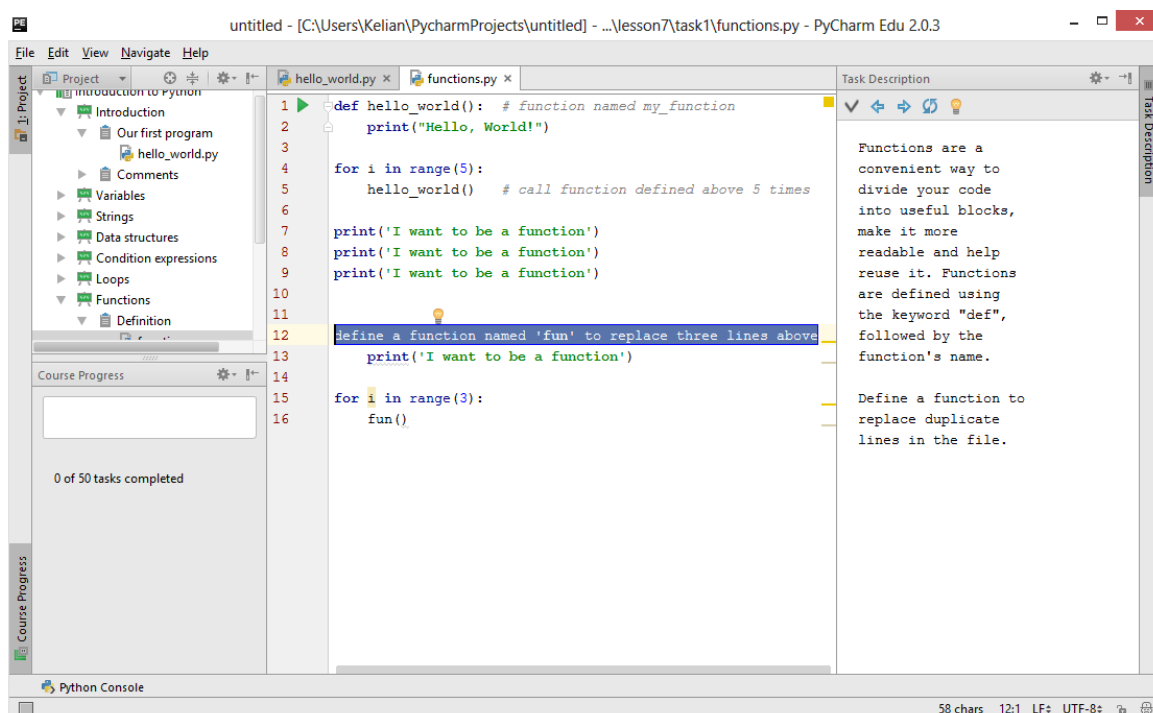 PE
untitled - [C:\Users\Kelian\PycharmProjects\untitled] - ...\lesson7\task1\functions.py - PyCharm Edu 2.0.3
File Edit View Navigate Help
1: Project
Project
Introduction to Python
Introduction
Our first program
hello_world.py
Comments
Variables
Strings
Data structures
Condition expressions
Loops
Functions
Definition
Course Progress
0 of 50 tasks completed
Course Progress
hello_world.py × functions.py ×
1 def hello_world():  # function named my_function
2     print("Hello, World!")
3
4 for i in range(5):
5     hello_world()   # call function defined above 5 times
6
7 print('I want to be a function')
8 print('I want to be a function')
9 print('I want to be a function')
10
11
12 define a function named 'fun' to replace three lines above
13     print('I want to be a function')
14
15 for i in range(3):
16     fun()
Task Description
Functions are a
convenient way to
divide your code
into useful blocks,
make it more
readable and help
reuse it. Functions
are defined using
the keyword "def",
followed by the
function's name.
Define a function to
replace duplicate
lines in the file.
Task Description
Python Console
58 chars 12:1 LF÷ UTF-8÷